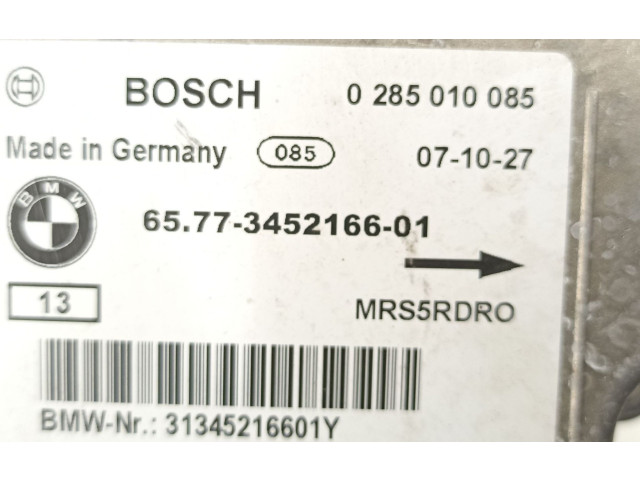 BOSCH 0 285 010 085
Made in Germany 085 07-10-27
BMW 65.77-3452166-01
13 MRS5RDRO
BMW-Nr.: 31345216601Y